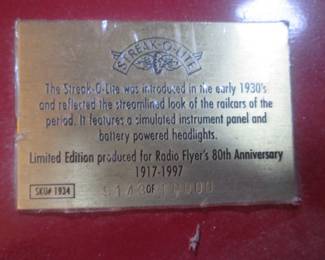 STREAK-O-LITE
The Streak-O-Lite was introduced in the early 1930's
and reflected the streamlined look of the railcars of the
period. It features a simulated instrument panel and
battery powered headlights.
Limited Edition produced for Radio Flyer's 80th Anniversary
1917-1997
SKU# 1934
OF